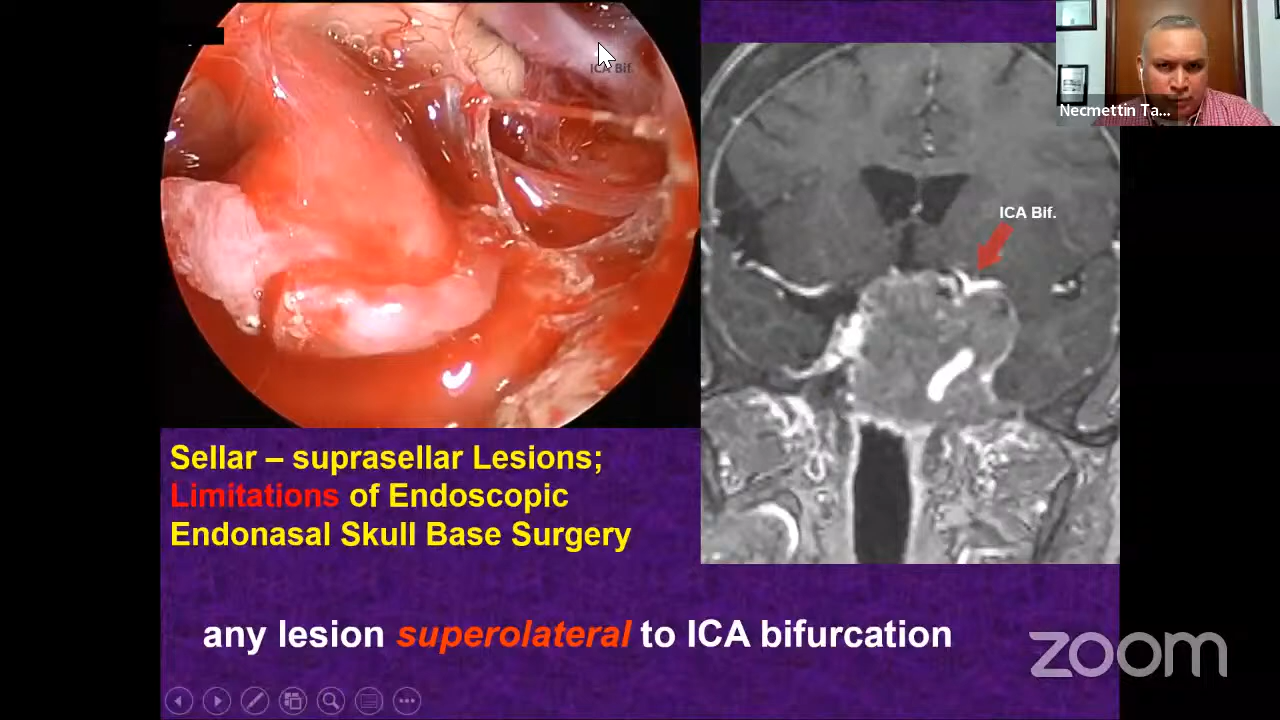 ICA Bif.
Necmettin Ta...
ICA Bif.
Sellar – suprasellar Lesions;
Limitations of Endoscopic
Endonasal Skull Base Surgery
any lesion superolateral to ICA bifurcation
zoom